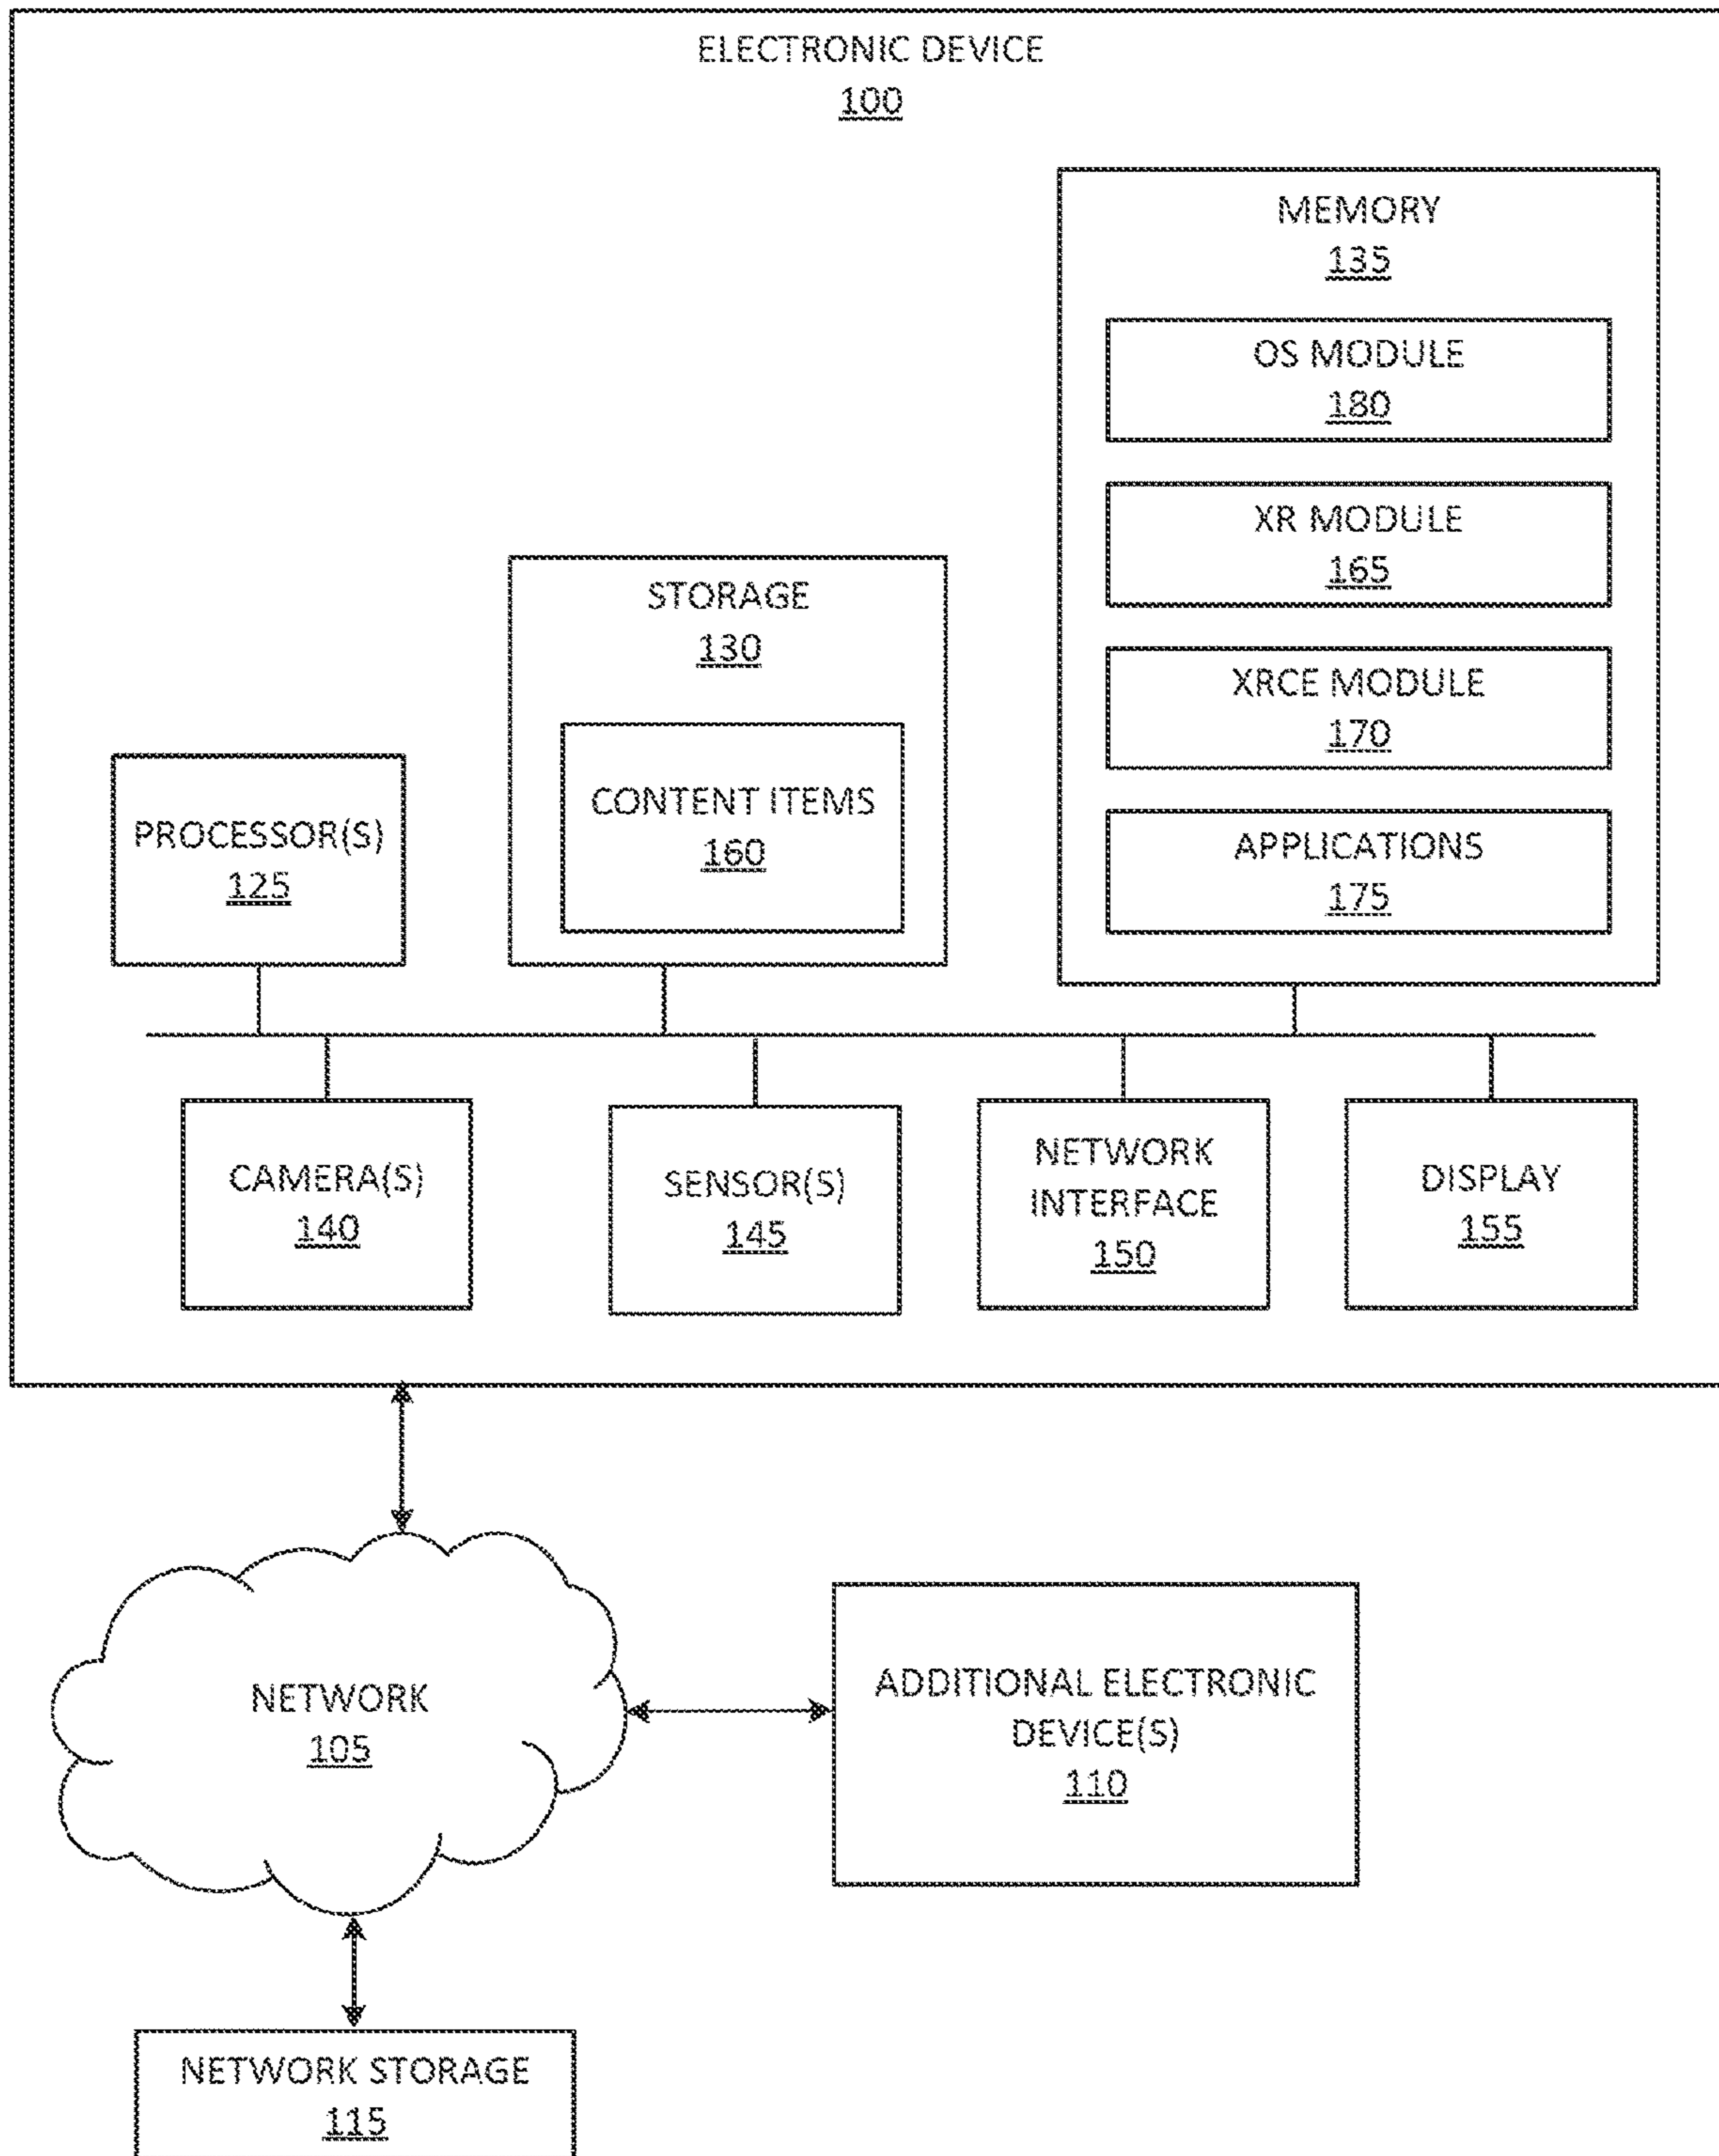 ELECTRONIC DEVICE
100
MEMORY
135
OS MODULE
180
XR MODULE
165
XRCE MODULE
170
APPLICATIONS
175
STORAGE
130
CONTENT ITEMS
160
PROCESSOR(S)
125
CAMERA(S)
140
SENSOR(S)
145
NETWORK
INTERFACE
150
DISPLAY
155
NETWORK
105
ADDITIONAL ELECTRONIC
DEVICE(S)
110
NETWORK STORAGE
115